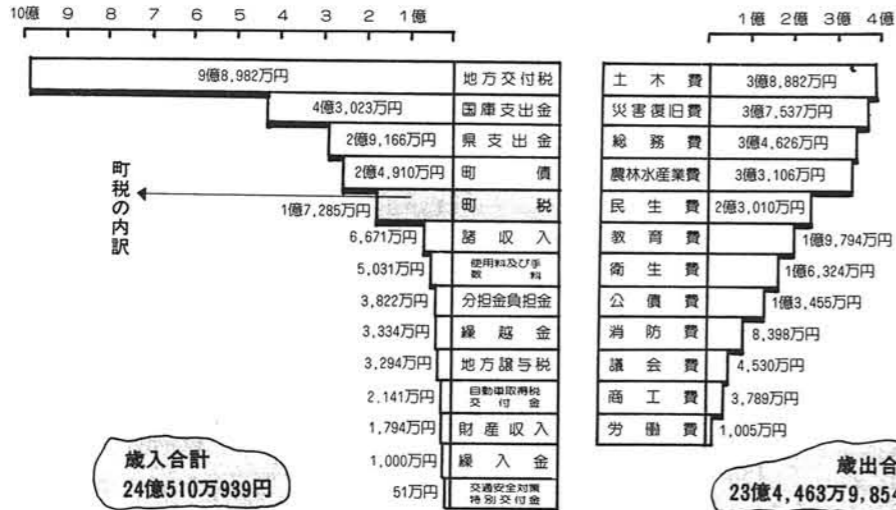 10億 9 8 7 6 5 4 3 2 1億
9億8,982万円 地方交付税
4億3,023万円 国庫支出金
2億9,166万円 県支出金
2億4,910万円 町債
1億7,285万円 町税
6,671万円 諸収入
5,031万円 使用料及び手
数料
3,822万円 分担金負担金
3,334万円 繰越金
3,294万円 地方譲与税
2,141万円 自動車取得税
交付金
1,794万円 財産収入
1,000万円 繰入金
51万円 交通安全対策
特別交付金
町税の内訳
歳入合計
24億510万939円
1億 2億 3億 4億
土木費 3億8,882万円
災害復旧費 3億7,537万円
総務費 3億4,626万円
農林水産業費 3億3,106万円
民生費 2億3,010万円
教育費 1億9,794万円
衛生費 1億6,324万円
公債費 1億3,455万円
消防費 8,398万円
議会費 4,530万円
商工費 3,789万円
労働費 1,005万円
歳出合
23億4,463万9,854